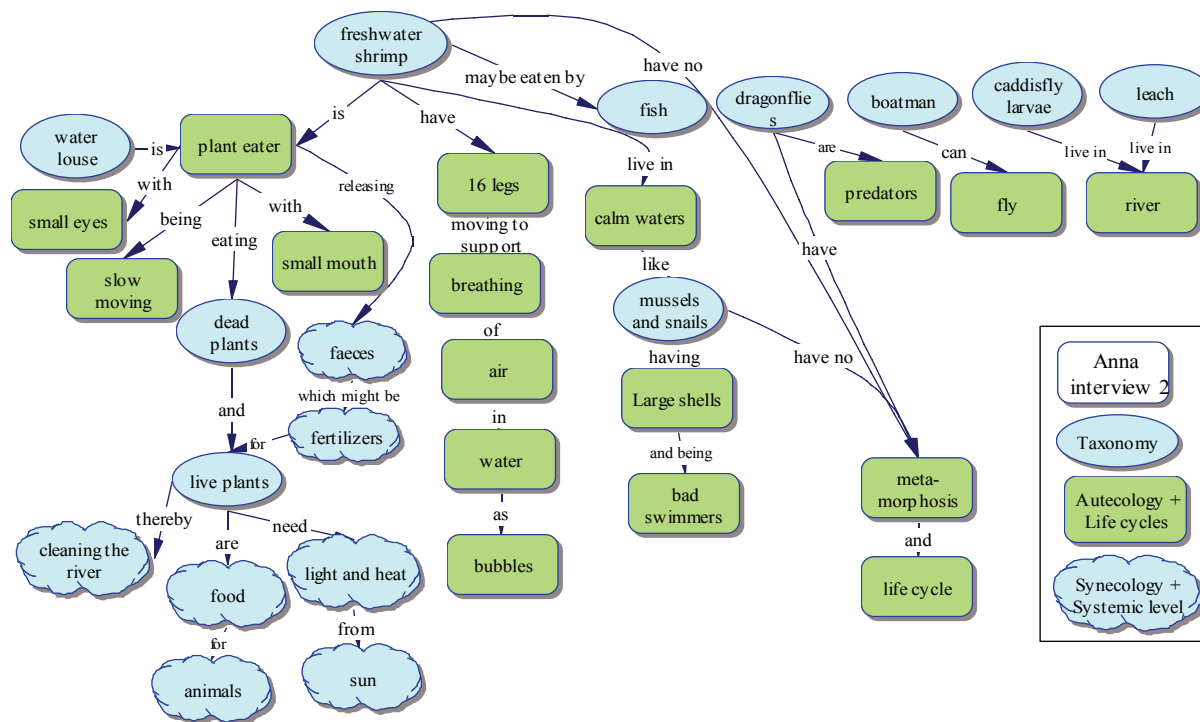 freshwater
shrimp
have no
maybe eaten by
fish
dragonflie
s
boatman
caddisfly
larvae
leach
water
louse
is
plant eater
is
have
live in
are
can
live in
live in
with
releasing
16 legs
calm waters
predators
fly
river
small eyes
being
eating
with
moving to
support
have
slow
moving
small mouth
breathing
like
dead
plants
faeces
of
mussels
and snails
have no
air
having
Large shells
and
which might be
in
for
fertilizers
water
and being
live plants
bad
swimmers
meta-
morphosis
thereby
are
need
as
and
cleaning the
river
food
light and heat
bubbles
life cycle
for
from
animals
sun
Anna
interview 2
Taxonomy
Autecology +
Life cycles
Synecology +
Systemic level